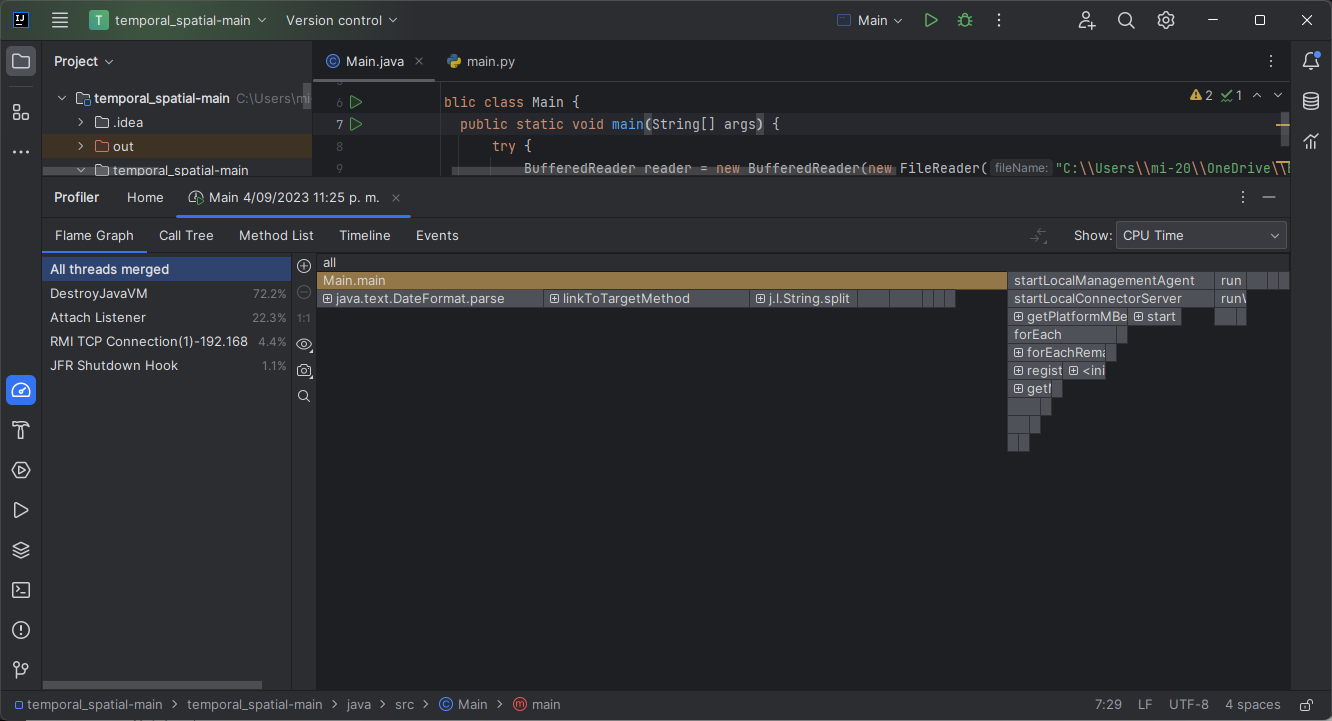 T temporal_spatial-main Version control Main
Project
Main.java main.py
temporal_spatial-main C:\Users\mi
.idea
out
temporal_spatial-main
6 blic class Main {
2 1
7 public static void main(String[] args) {
8 try {
9 BufferedReader reader = new BufferedReader(new FileReader( fileName: "C:\\Users\\mi-20\\OneDrive\\
Profiler Home Main 4/09/2023 11:25 p. m.
Flame Graph Call Tree Method List Timeline Events Show: CPU Time
All threads merged
DestroyJavaVM 72.2%
Attach Listener 22.3%
RMI TCP Connection(1)-192.168 4.4%
JFR Shutdown Hook 1.1%
1:1
all
Main.main startLocalManagementAgent run
java.text.DateFormat.parse linkToTargetMethod j.l.String.split startLocalConnectorServer run
getPlatformMBe start
forEach
forEachRema
regist <ini
get
temporal_spatial-main temporal_spatial-main java src Main main 7:29 LF UTF-8 4 spaces